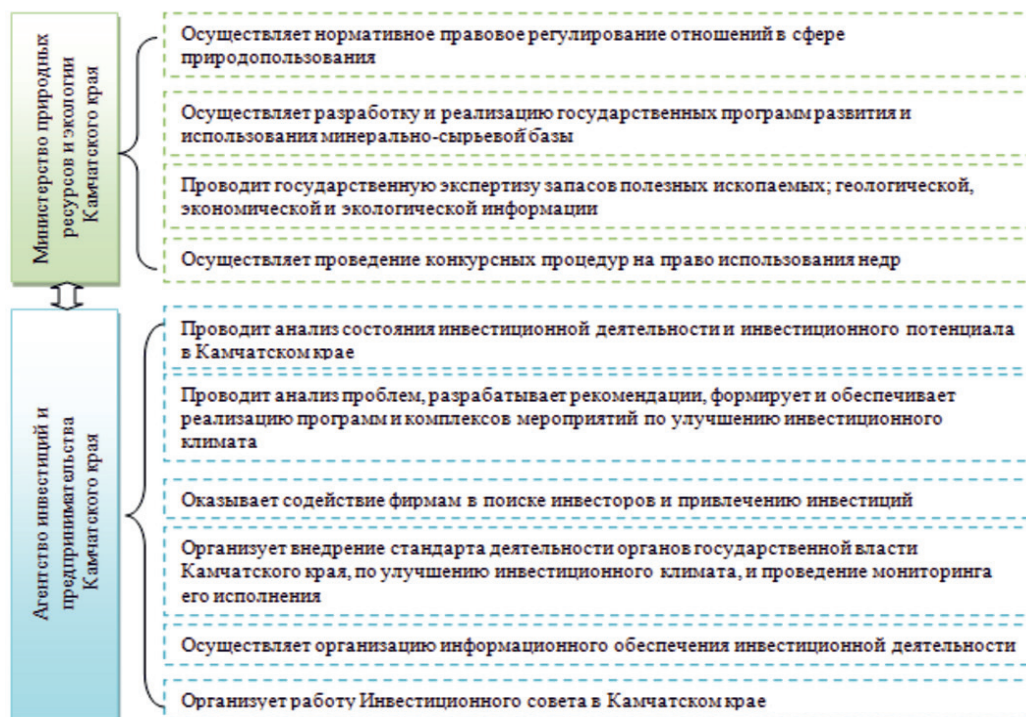 Министерство природных
ресурсов и экологии
Камчатского края
Осуществляет нормативное правовое регулирование отношений в сфере
природопользования
Осуществляет разработку и реализацию государственных программ развития и
использования минерально-сырьевой базы
Проводит государственную экспертизу запасов полезных ископаемых; геологической,
экономической и экологической информации
Осуществляет проведение конкурсных процедур на право использования недр
Агентство инвестиций и
предпринимательства
Камчатского края
Проводит анализ состояния инвестиционной деятельности и инвестиционного потенциала
в Камчатском крае
Проводит анализ проблем, разрабатывает рекомендации, формирует и обеспечивает
реализацию программ и комплексов мероприятий по улучшению инвестиционного
климата
Оказывает содействие фирмам в поиске инвесторов и привлечению инвестиций
Организует внедрение стандарта деятельности органов государственной власти
Камчатского края, по улучшению инвестиционного климата, и проведение мониторинга
его исполнения
Осуществляет организацию информационного обеспечения инвестиционной деятельности
Организует работу Инвестиционного совета в Камчатском крае